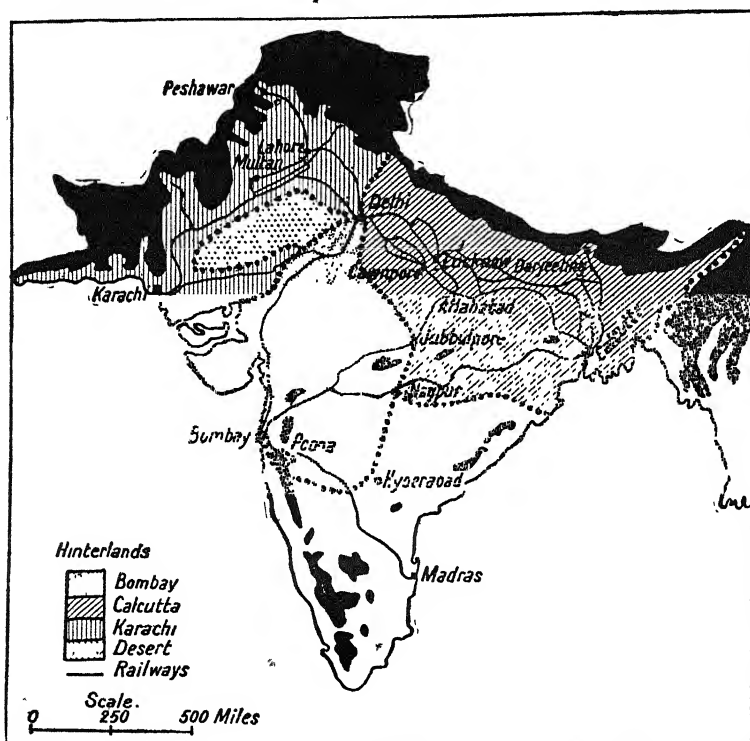 Peshawar
Lahore
Multan
Delhi
Lucknow
Darjeeling
Cawnpore
Karachi
Allahabad
Jubbulpore
Nagpur
Bombay
Poona
Hyderabad
Madras
Hinterlands
Bombay
Calcutta
Karachi
Desert
Railways
Scale.
0 250 500 Miles